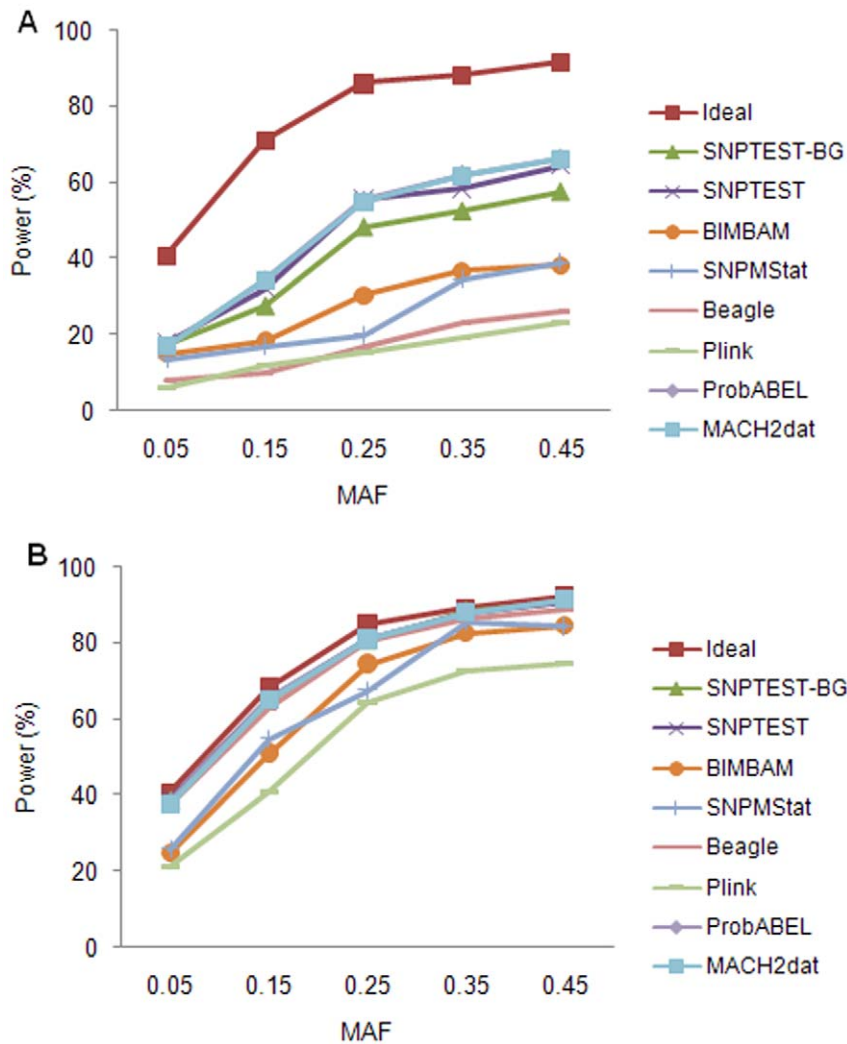 A
100
80
60
40
20
0
Power (%)
0.05 0.15 0.25 0.35 0.45
MAF
Ideal
SNPTEST-BG
SNPTEST
BIMBAM
SNPMStat
Beagle
Plink
ProbABEL
MACH2dat
B
100
80
60
40
20
0
Power (%)
0.05 0.15 0.25 0.35 0.45
MAF
Ideal
SNPTEST-BG
SNPTEST
BIMBAM
SNPMStat
Beagle
Plink
ProbABEL
MACH2dat